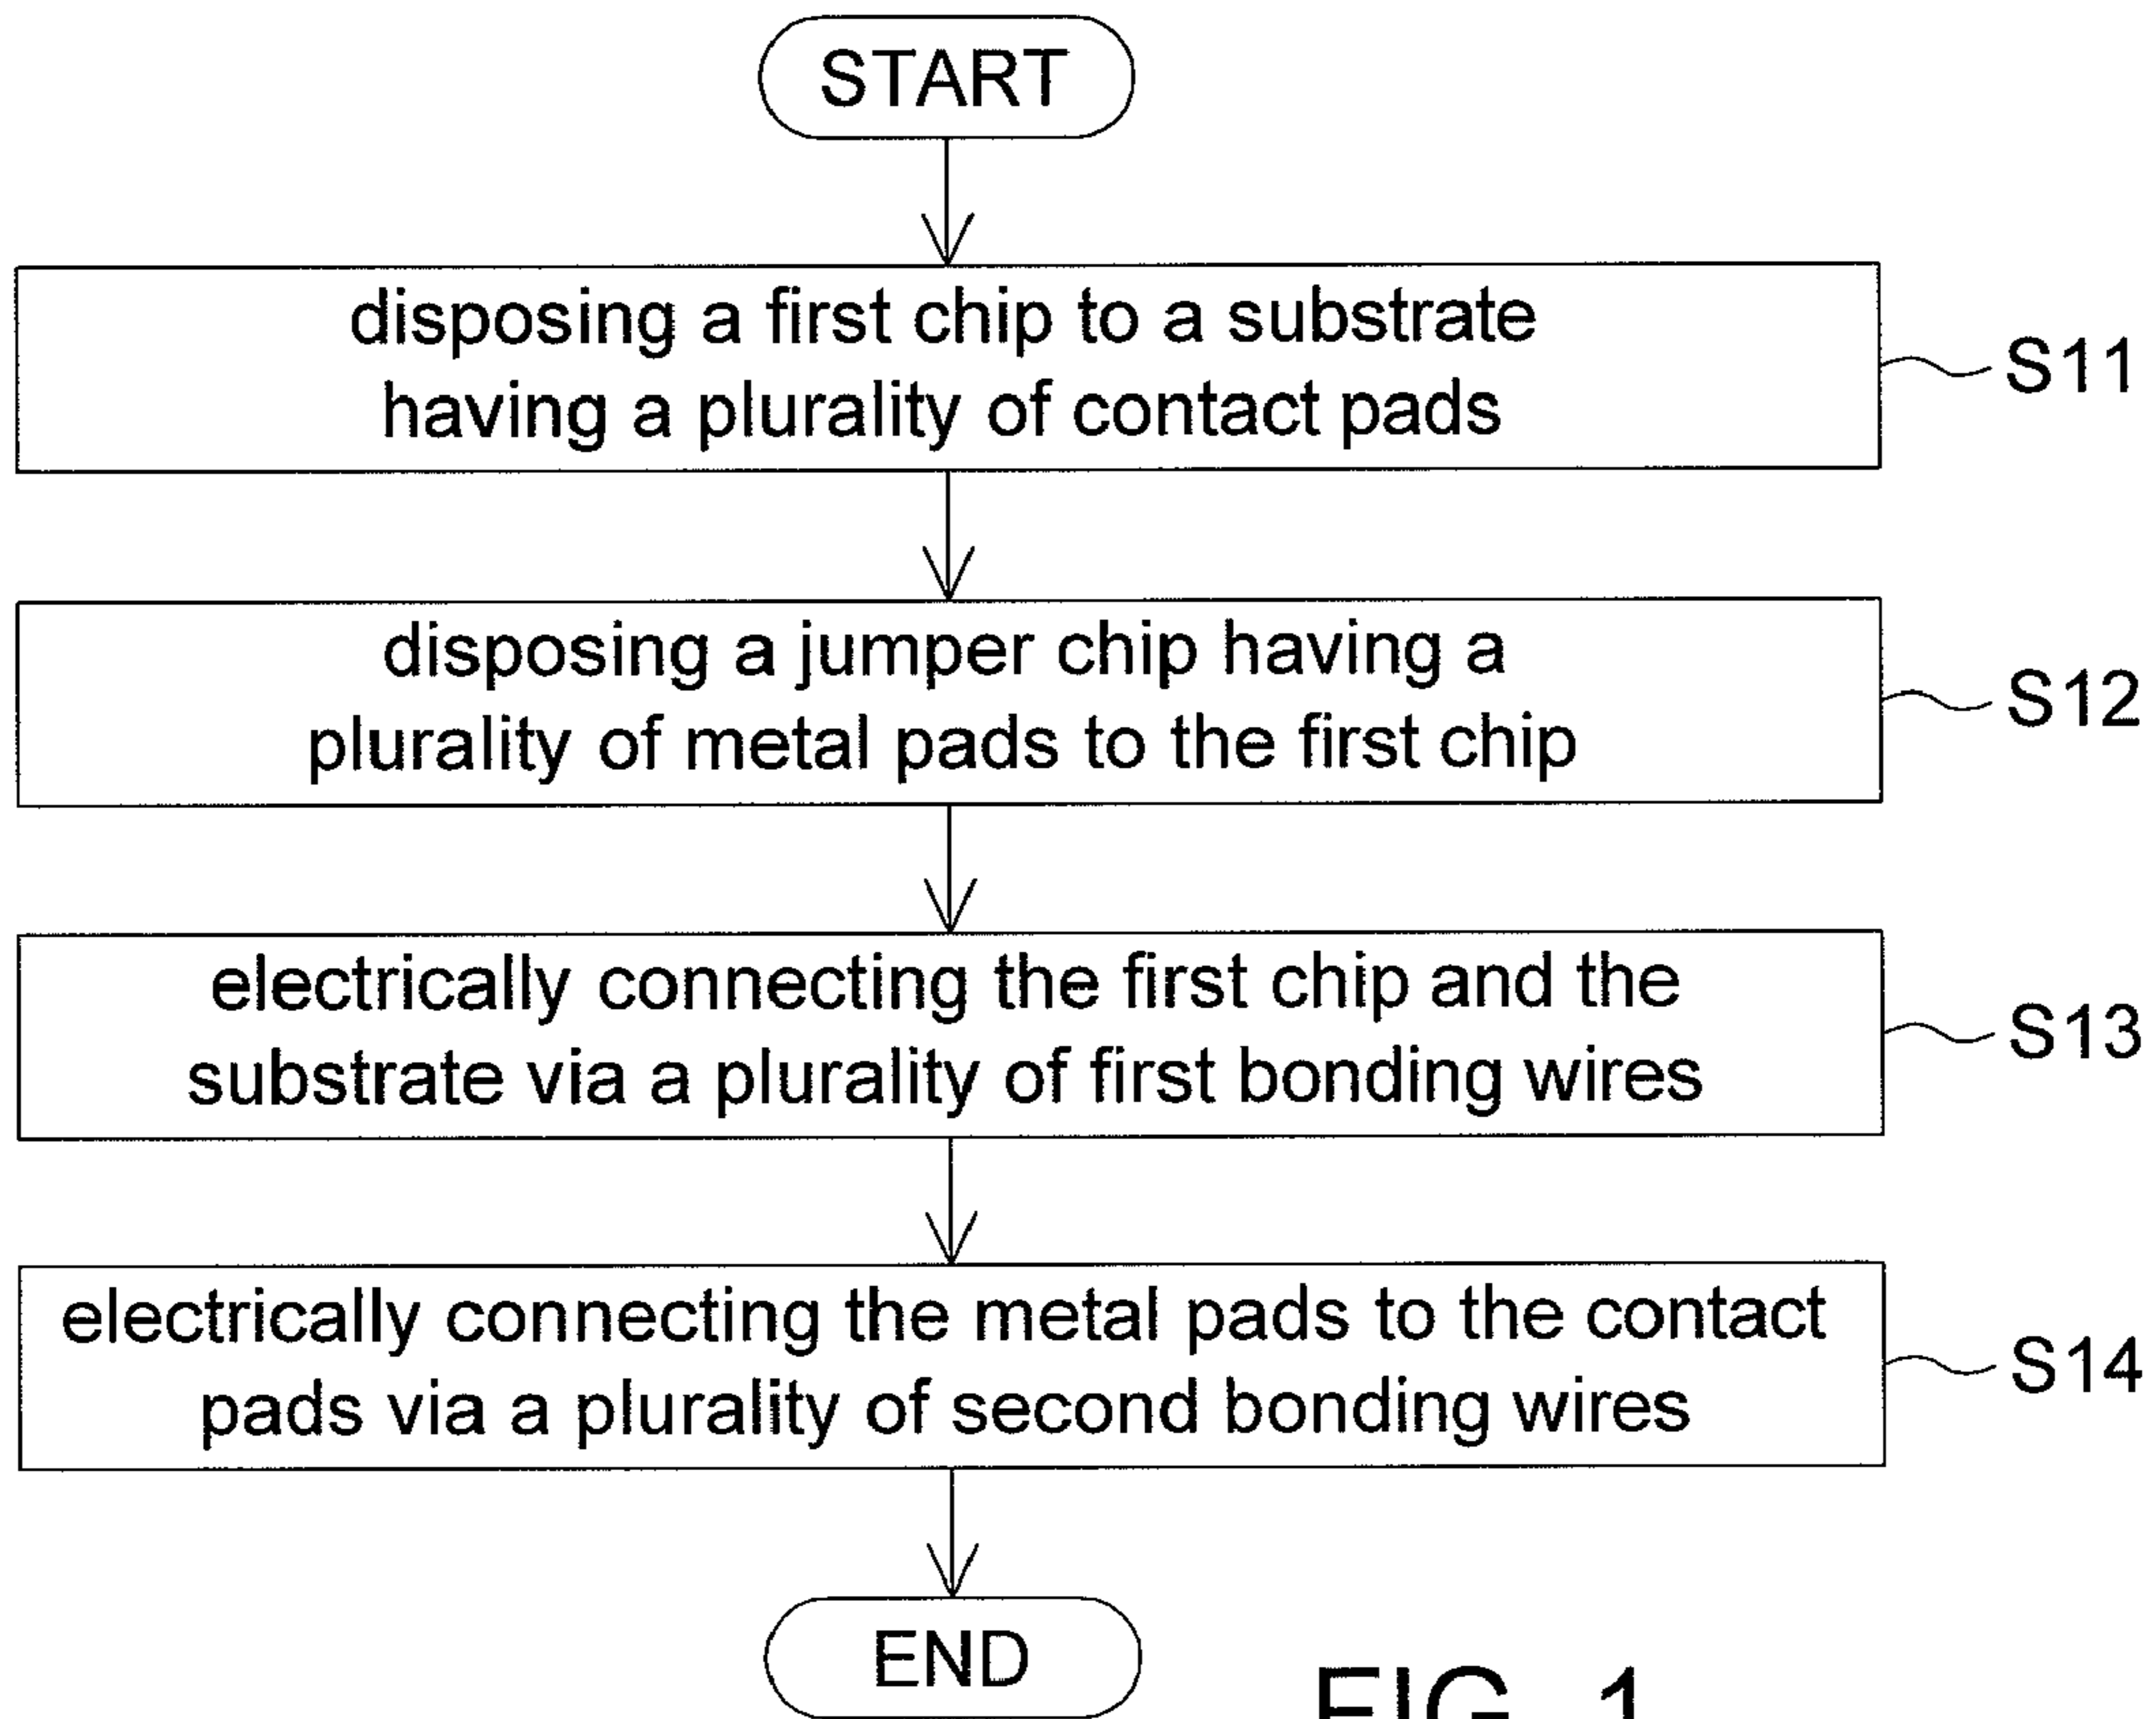 START
disposing a first chip to a substrate
having a plurality of contact pads
S11
disposing a jumper chip having a
plurality of metal pads to the first chip
S12
electrically connecting the first chip and the
substrate via a plurality of first bonding wires
S13
electrically connecting the metal pads to the contact
pads via a plurality of second bonding wires
S14
END
FIG. 1